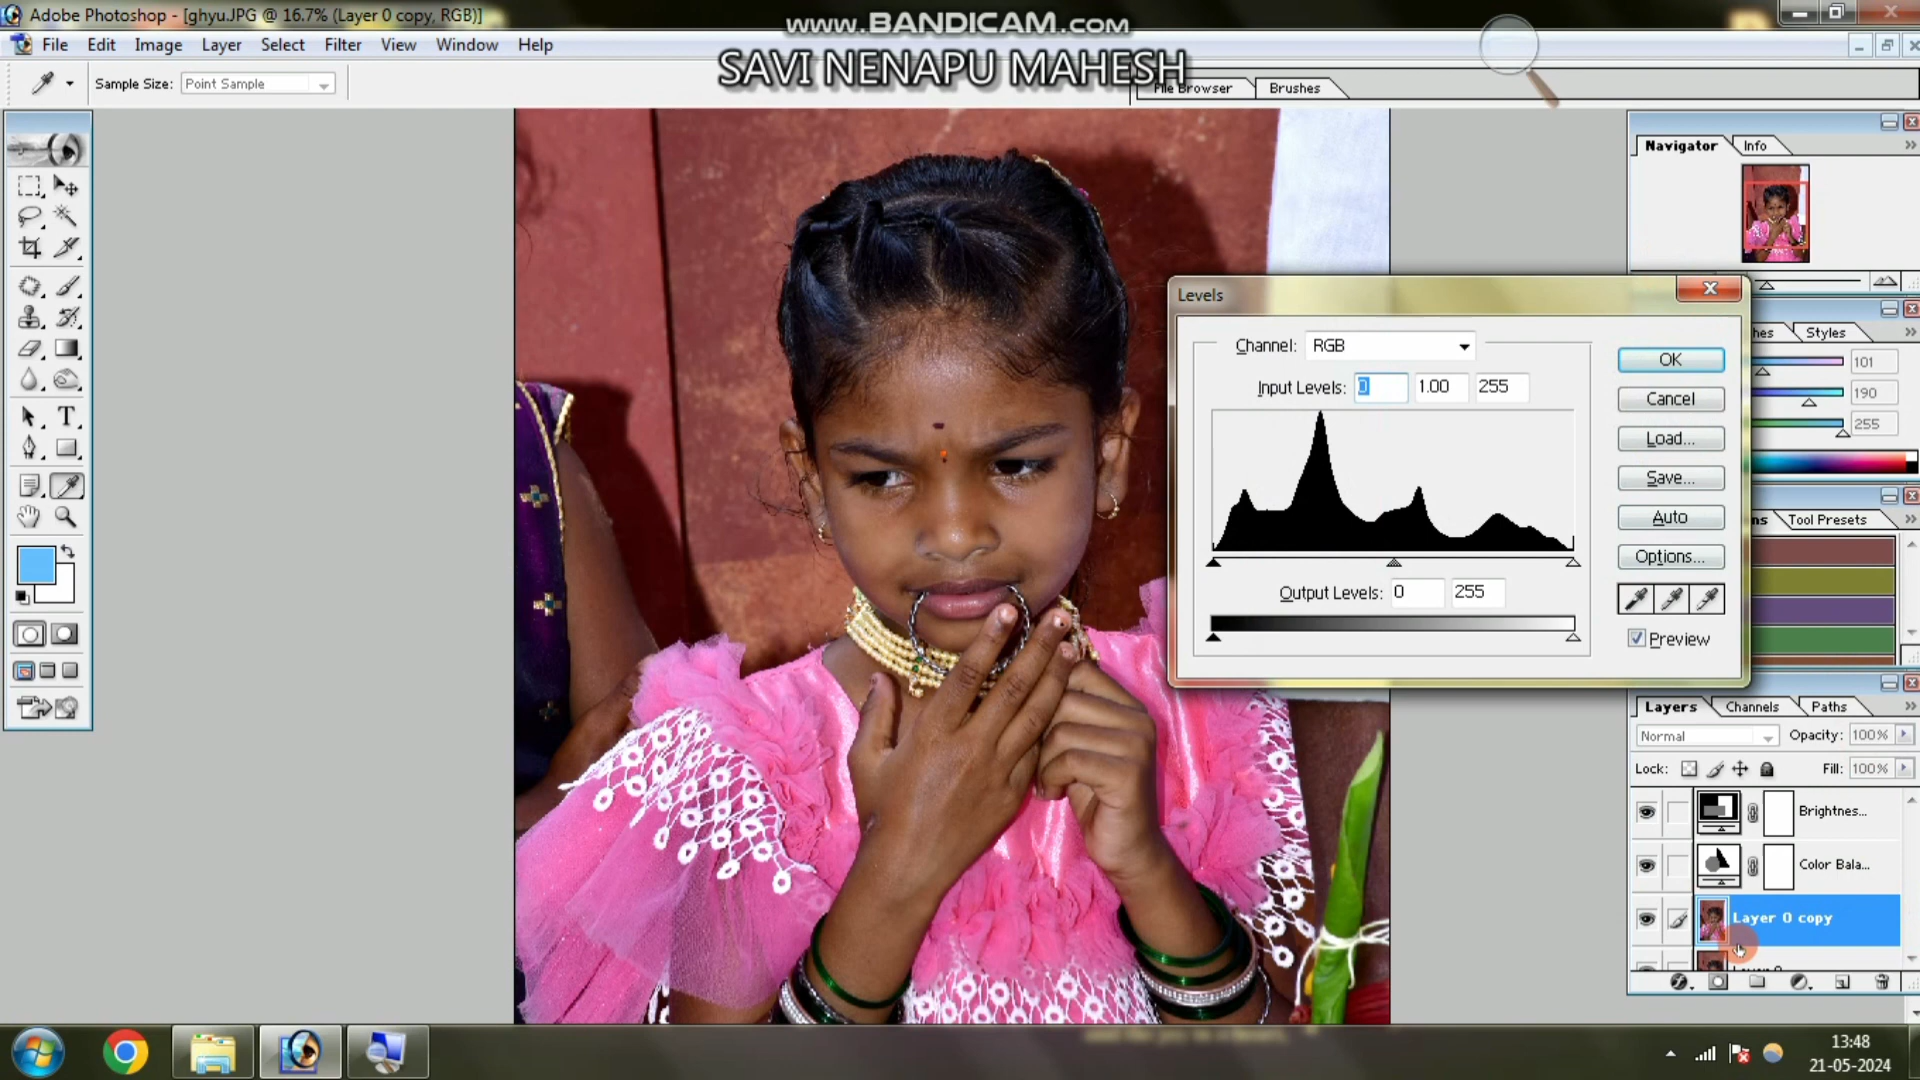 Adobe Photoshop - [ghyu.JPG @ 16.7% (Layer 0 copy, RGB)]
www.BANDICAM.com
File Edit Image Layer Select Filter View Window Help
SAVI NENAPU MAHESH
Sample Size: Point Sample
File Browser Brushes
Navigator Info
Levels
Channel: RGB
OK
Styles
101
Input Levels: 0 1.00 255
Cancel
190
Load...
255
Save...
Auto
Tool Presets
Options...
Output Levels: 0 255
Preview
Layers Channels Paths
Normal Opacity: 100%
Lock: Fill: 100%
Brightnes...
Color Bala...
Layer 0 copy
13:48
21-05-2024